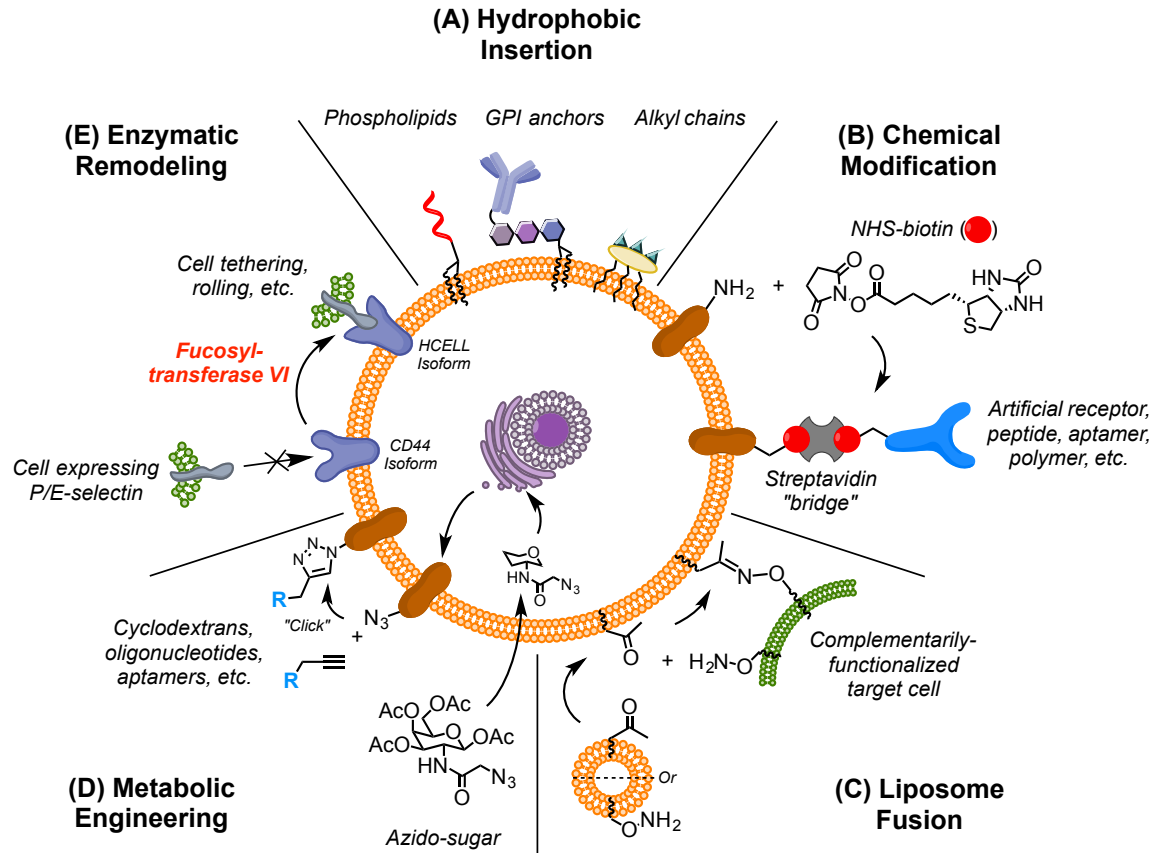 (A) Hydrophobic
Insertion
Phospholipids
GPI anchors
Alkyl chains
(B) Chemical
Modification
NHS-biotin ( )
NH2
+
O
N
O
O
O
HN
O
NH
S
Artificial receptor,
peptide, aptamer,
polymer, etc.
Streptavidin
"bridge"
(C) Liposome
Fusion
N
O
O
+
H2N
O
Complementarily-
functionalized
target cell
O
Or
O
NH2
(D) Metabolic
Engineering
N
N
N
R
"Click"
+
N3
R
Cyclodextrans,
oligonucleotides,
aptamers, etc.
O
HN
O
N3
AcO
OAc
O
AcO
OAc
HN
O
N3
Azido-sugar
(E) Enzymatic
Remodeling
Cell tethering,
rolling, etc.
HCELL
Isoform
Fucosyl-
transferase VI
CD44
Isoform
Cell expressing
P/E-selectin